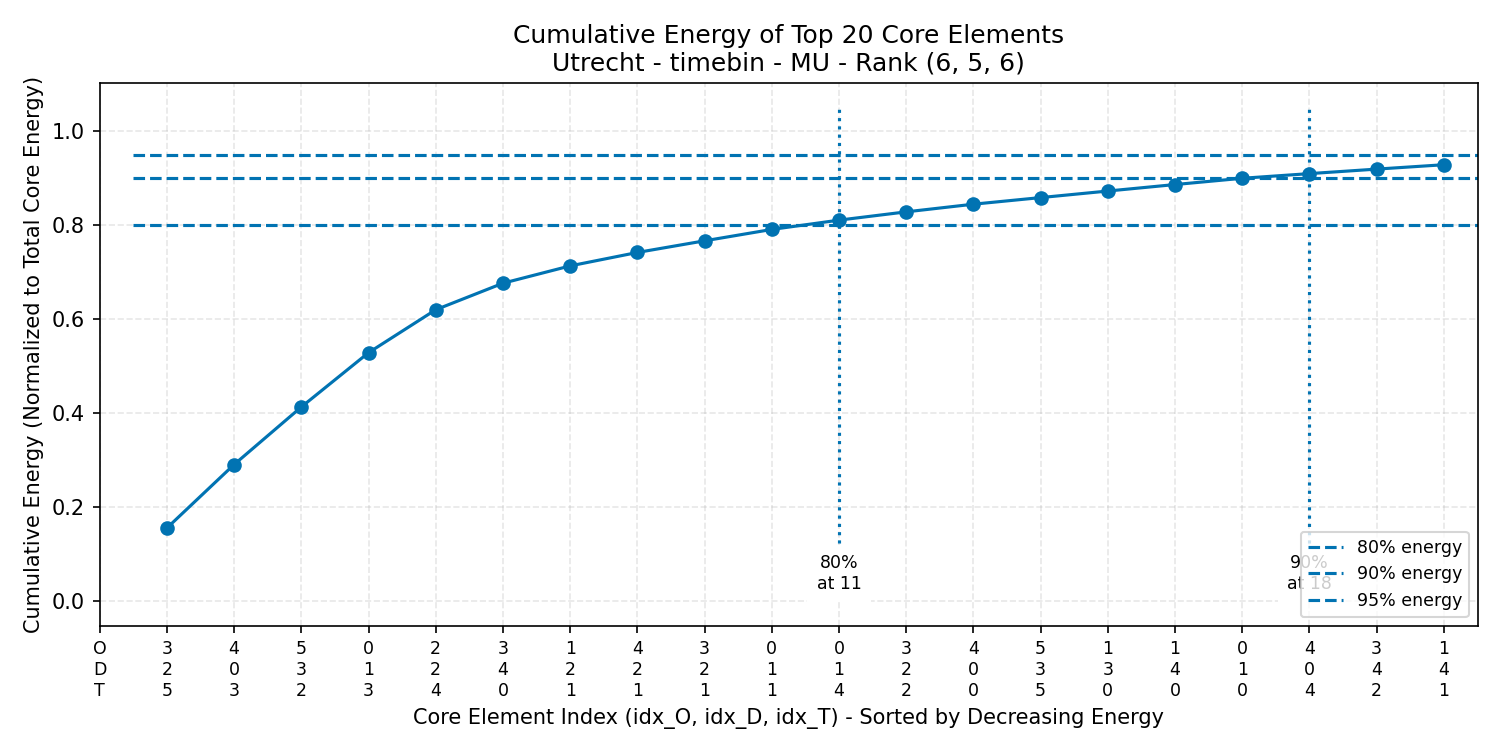 Cumulative Energy of Top 20 Core Elements
Utrecht - timebin - MU - Rank (6, 5, 6)
Cumulative Energy (Normalized to Total Core Energy)
1.0
0.8
0.6
0.4
0.2
0.0
80%
at 11
90%
at 18
80% energy
90% energy
95% energy
O 3 4 5 0 2 3 1 4 3 0 0 3 4 5 1 1 0 4 3 1
D 2 0 3 1 2 4 2 2 2 1 1 2 0 3 3 4 1 0 4 4
T 5 3 2 3 4 0 1 1 1 1 4 2 0 5 0 0 0 4 2 1
Core Element Index (idx_O, idx_D, idx_T) - Sorted by Decreasing Energy